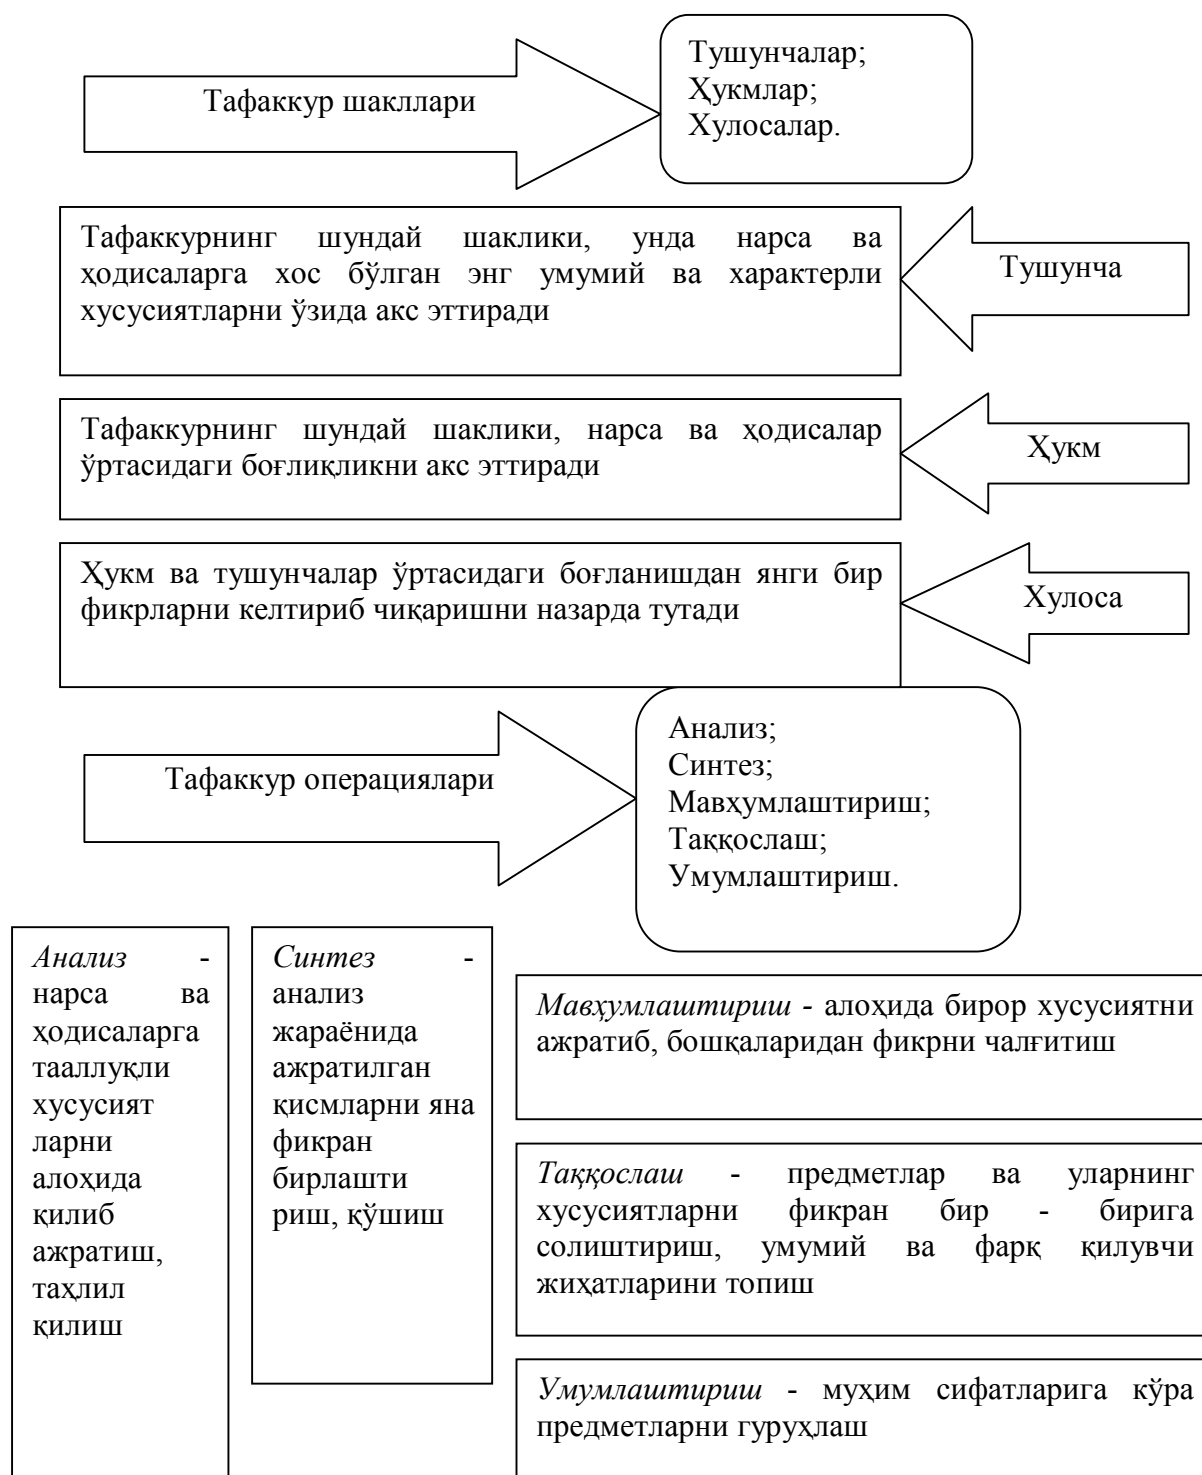 Тафаккур шакллари
Тушунчалар;
Ҳукмлар;
Хулосалар.
Тафаккурнинг шундай шаклики, унда нарса ва
ҳодисаларга хос бўлган энг умумий ва характерли
хусусиятларни ўзида акс эттиради
Тушунча
Тафаккурнинг шундай шаклики, нарса ва ҳодисалар
ўртасидаги боғлиқликни акс эттиради
Ҳукм
Ҳукм ва тушунчалар ўртасидаги боғланишдан янги бир
фикрларни келтириб чиқаришни назарда тутади
Хулоса
Тафаккур операциялари
Анализ;
Синтез;
Мавҳумлаштириш;
Таққослаш;
Умумлаштириш.
Анализ -
нарса ва
ҳодисаларга
тааллуқли
хусусият
ларни
алоҳида
қилиб
ажратиш,
таҳлил
қилиш
Синтез -
анализ
жараёнида
ажратилган
қисмларни яна
фикран
бирлашти
риш, қўшиш
Мавҳумлаштириш - алоҳида бирор хусусиятни
ажратиб, бошқаларидан фикрни чалғитиш
Таққослаш - предметлар ва уларнинг
хусусиятларни фикран бир - бирига
солиштириш, умумий ва фарқ қилувчи
жиҳатларини топиш
Умумлаштириш - муҳим сифатларига кўра
предметларни гуруҳлаш